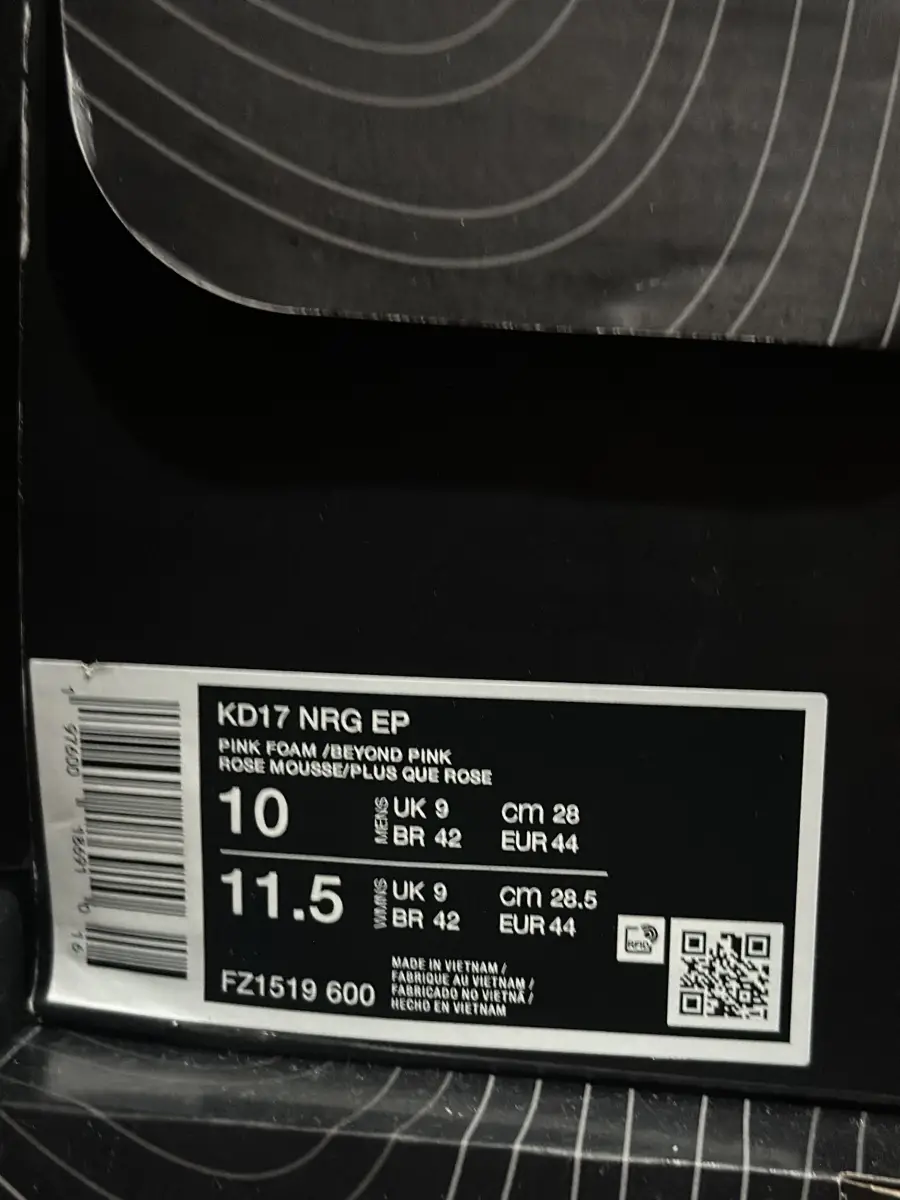 KD17 NRG EP
PINK FOAM /BEYOND PINK
ROSE MOUSSE/PLUS QUE ROSE
10 MENS UK 9 cm 28
BR 42 EUR 44
11.5 WMNS UK 9 cm 28.5
BR 42 EUR 44
FZ1519 600
MADE IN VIETNAM /
FABRIQUE AU VIETNAM /
FABRICADO NO VIETNÃ /
HECHO EN VIETNAM
RFID